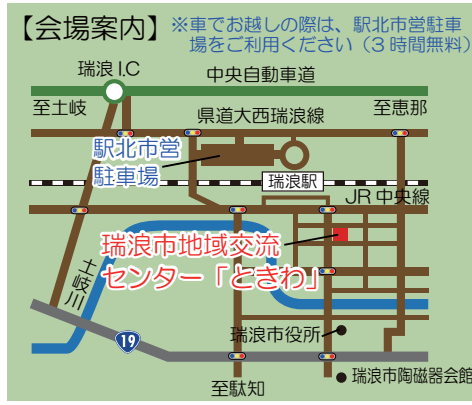 【会場案内】
※車でお越しの際は、駅北市営駐車
場をご利用ください（3時間無料）
瑞浪I.C
中央自動車道
至土岐
県道大西瑞浪線
至恵那
駅北市営
駐車場
瑞浪駅
JR中央線
瑞浪市地域交流
センター「ときわ」
土岐川
19
瑞浪市役所
瑞浪市陶磁器会館
至駄知